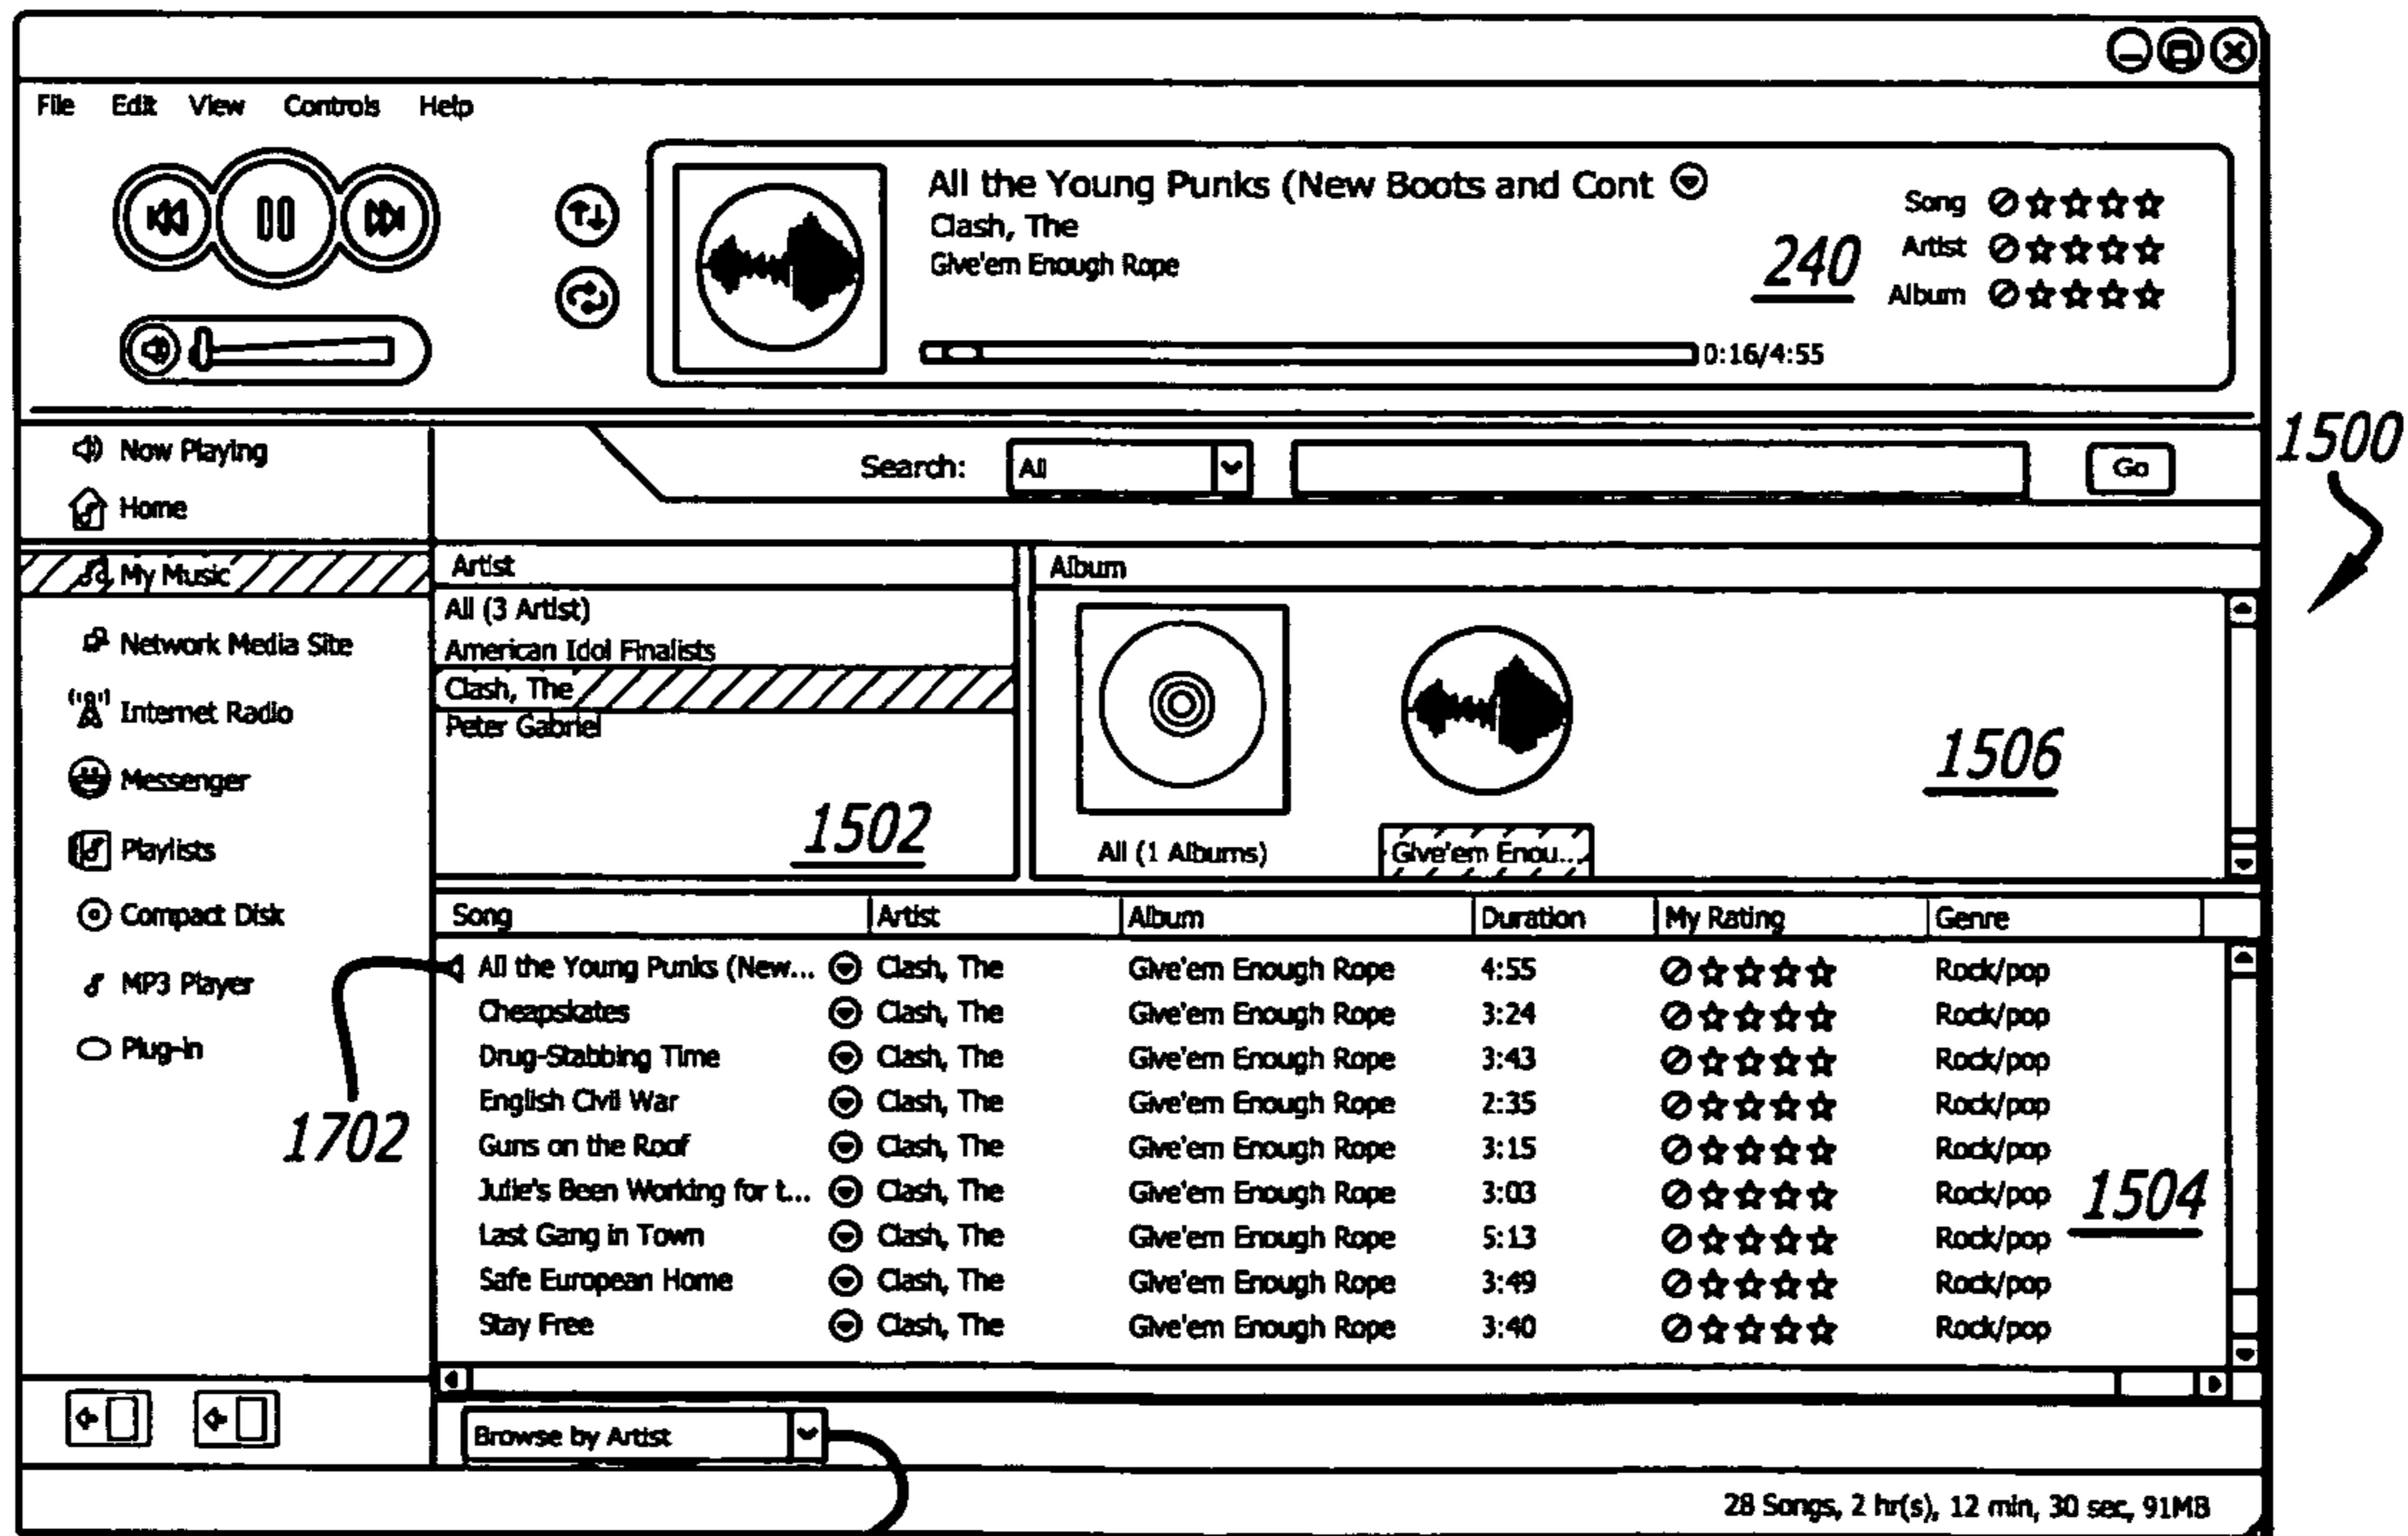 File Edit View Controls Help
All the Young Punks (New Boots and Cont
Clash, The
Give'em Enough Rope
240
Song
Artist
Album
0:16/4:55
1500
Now Playing
Home
Search: All Go
My Music
Network Media Site
Internet Radio
Messenger
Playlists
Compact Disk
MP3 Player
Plug-in
1702
Artist
All (3 Artist)
American Idol Finalists
Clash, The
Peter Gabriel
1502
Album
All (1 Albums) Give'em Enou...
1506
Song Artist Album Duration My Rating Genre
All the Young Punks (New... Clash, The Give'em Enough Rope 4:55 Rock/pop
Cheapskates Clash, The Give'em Enough Rope 3:24 Rock/pop
Drug-Stabbing Time Clash, The Give'em Enough Rope 3:43 Rock/pop
English Civil War Clash, The Give'em Enough Rope 2:35 Rock/pop
Guns on the Roof Clash, The Give'em Enough Rope 3:15 Rock/pop
Julie's Been Working for t... Clash, The Give'em Enough Rope 3:03 Rock/pop
1504
Last Gang in Town Clash, The Give'em Enough Rope 5:13 Rock/pop
Safe European Home Clash, The Give'em Enough Rope 3:49 Rock/pop
Stay Free Clash, The Give'em Enough Rope 3:40 Rock/pop
Browse by Artist
28 Songs, 2 hr(s), 12 min, 30 sec, 91MB